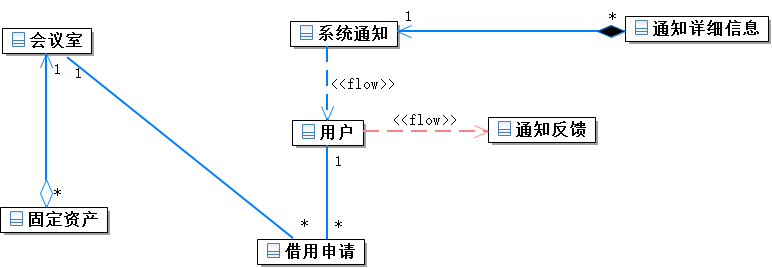 1
*
系统通知
通知详细信息
会议室
1
1
<<flow>>
<<flow>>
用户
通知反馈
1
*
固定资产
*
*
借用申请